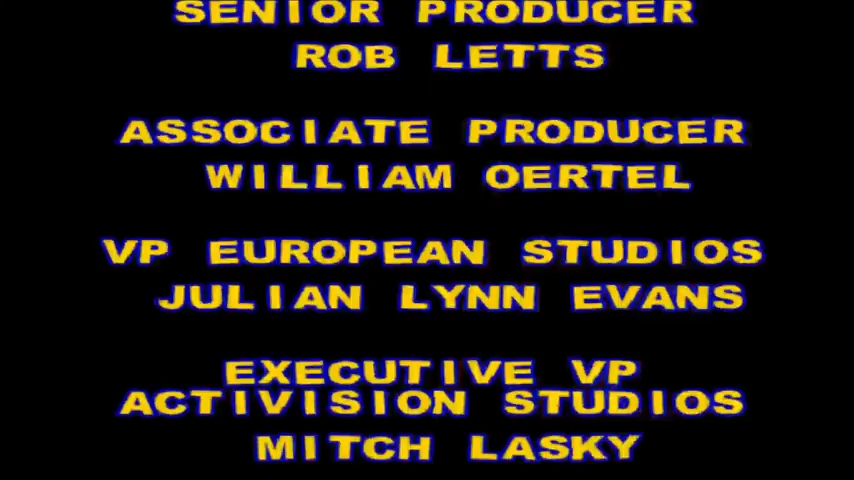 SENIOR PRODUCER
ROB LETTS
ASSOCIATE PRODUCER
WILLIAM OERTEL
VP EUROPEAN STUDIOS
JULIAN LYNN EVANS
EXECUTIVE VP
ACTIVISION STUDIOS
MITCH LASKY